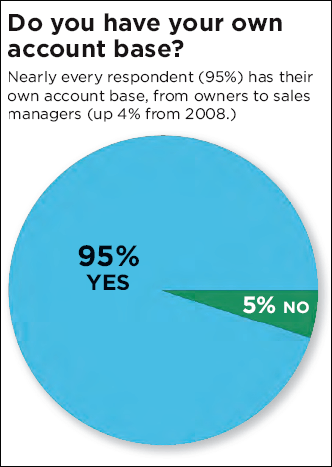 Do you have your own
account base?
Nearly every respondent (95%) has their
own account base, from owners to sales
managers (up 4% from 2008.)
95%
YES
5% NO